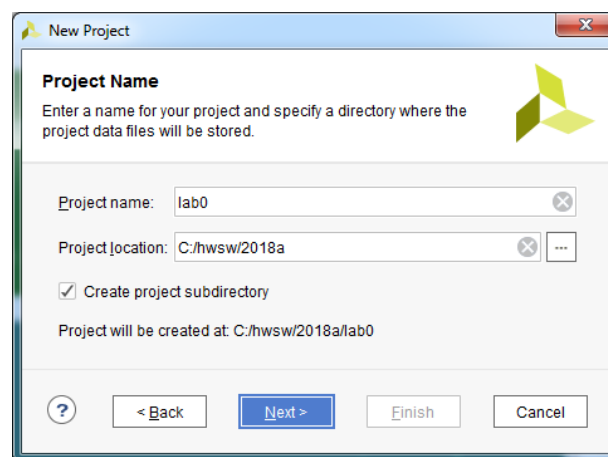 New Project
Project Name
Enter a name for your project and specify a directory where the
project data files will be stored.
Project name: lab0
Project location: C:/hwsw/2018a ...
Create project subdirectory
Project will be created at: C:/hwsw/2018a/lab0
? < Back Next > Finish Cancel